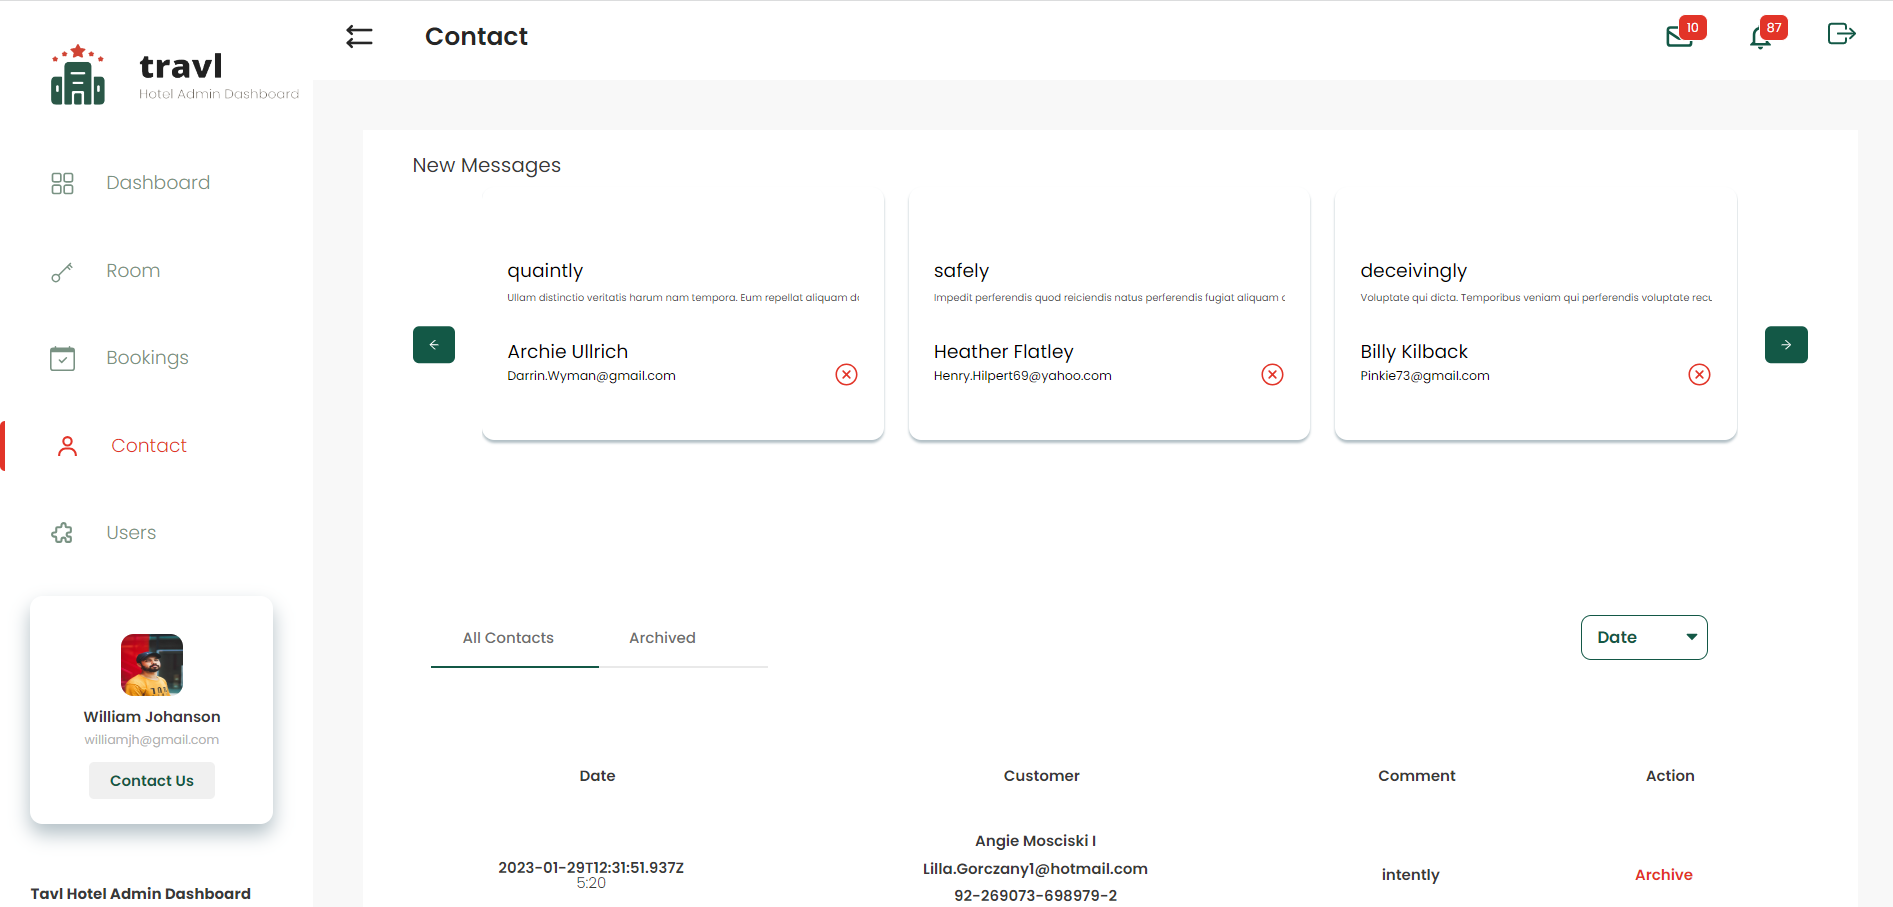 travl
Hotel Admin Dashboard
Contact
10
87
Dashboard
Room
Bookings
Contact
Users
William Johanson
williamjh@gmail.com
Contact Us
Tavl Hotel Admin Dashboard
New Messages
quaintly
Ullam distinctio veritatis harum nam tempora. Eum repellat aliquam
Archie Ullrich
Darrin.Wyman@gmail.com
safely
Impedit perferendis quod reiciendis natus perferendis fugiat aliquam
Heather Flatley
Henry.Hilpert69@yahoo.com
deceivingly
Voluptate qui dicta. Temporibus veniam qui perferendis voluptate
Billy Kilback
Pinkie73@gmail.com
All Contacts
Archived
Date
Date Customer Comment Action
2023-01-29T12:31:51.937Z
5:20
Angie Mosciski I
Lilla.Gorczany1@hotmail.com
92-269073-698979-2
intently
Archive